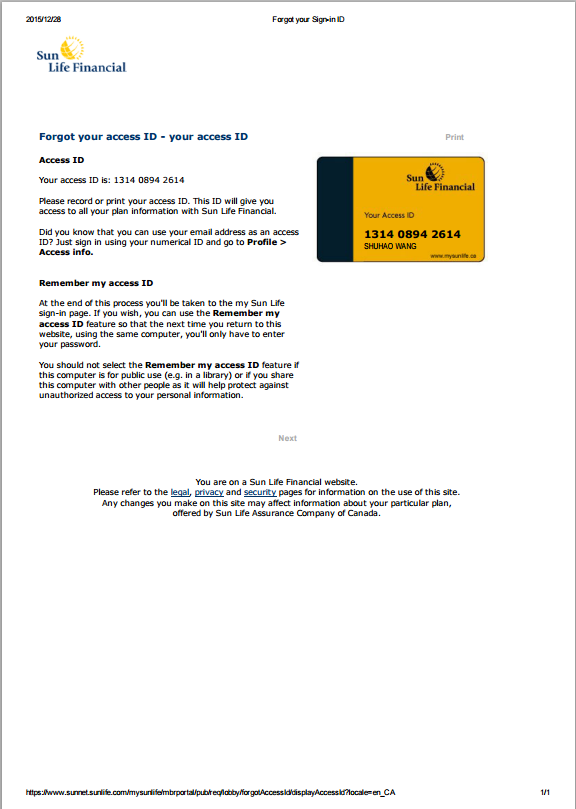 2015/12/28
Forgot your Sign-in ID
Sun
Life Financial
Forgot your access ID - your access ID
Print
Access ID
Your access ID is: 1314 0894 2614
Please record or print your access ID. This ID will give you
access to all your plan information with Sun Life Financial.
Did you know that you can use your email address as an access
ID? Just sign in using your numerical ID and go to Profile >
Access info.
Sun
Life Financial
Your Access ID
1314 0894 2614
SHUHAO WANG
www.mysunlife.ca
Remember my access ID
At the end of this process you'll be taken to the my Sun Life
sign-in page. If you wish, you can use the Remember my
access ID feature so that the next time you return to this
website, using the same computer, you'll only have to enter
your password.
You should not select the Remember my access ID feature if
this computer is for public use (e.g. in a library) or if you share
this computer with other people as it will help protect against
unauthorized access to your personal information.
Next
You are on a Sun Life Financial website.
Please refer to the legal, privacy and security pages for information on the use of this site.
Any changes you make on this site may affect information about your particular plan,
offered by Sun Life Assurance Company of Canada.
https://www.sunnet.sunlife.com/mysunlife/mbrportal/pub/req/lobby/forgotAccessId/displayAccessId?locale=en_CA
1/1